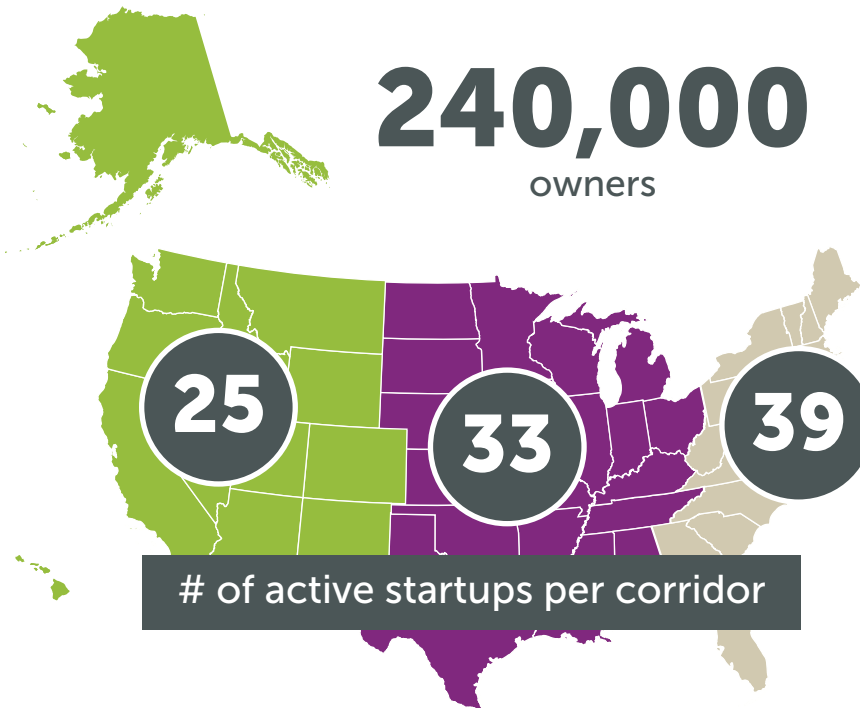 240,000
owners
25
33
39
# of active startups per corridor